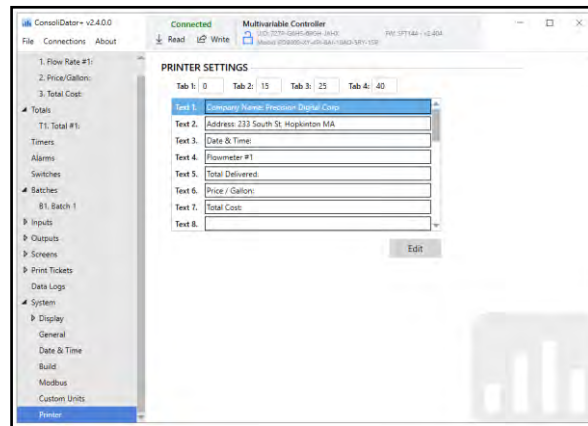 ConsoliDator+ v2.4.0.0
File Connections About
Connected
Read Write
Multivariable Controller
1. Flow Rate #1:
2. Price/Gallon:
3. Total Cost:
Totals
T1. Total #1:
Timers
Alarms
Switches
Batches
B1. Batch 1
Inputs
Outputs
Screens
Print Tickets
Data Logs
System
Display
General
Date & Time
Build
Modbus
Custom Units
Printer
PRINTER SETTINGS
Tab 1: 0 Tab 2: 15 Tab 3: 25 Tab 4: 40
Text 1. Company Name: Precision Digital Corp
Text 2. Address: 233 South St, Hopkinton MA
Text 3. Date & Time:
Text 4. Flowmeter #1
Text 5. Total Delivered:
Text 6. Price / Gallon:
Text 7. Total Cost:
Text 8.
Edit